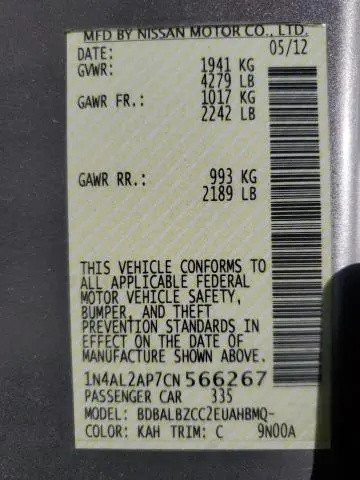 MFD BY NISSAN MOTOR CO., LTD.
DATE: 05/12
GVWR: 1941 KG
4279 LB
GAWR FR.: 1017 KG
2242 LB
GAWR RR.: 993 KG
2189 LB
THIS VEHICLE CONFORMS TO
ALL APPLICABLE FEDERAL
MOTOR VEHICLE SAFETY,
BUMPER, AND THEFT
PREVENTION STANDARDS IN
EFFECT ON THE DATE OF
MANUFACTURE SHOWN ABOVE.
1N4AL2AP7CN566267
PASSENGER CAR 335
MODEL: BDBALBZCC2EUAHBMQ-
COLOR: KAH TRIM: C 9N00A